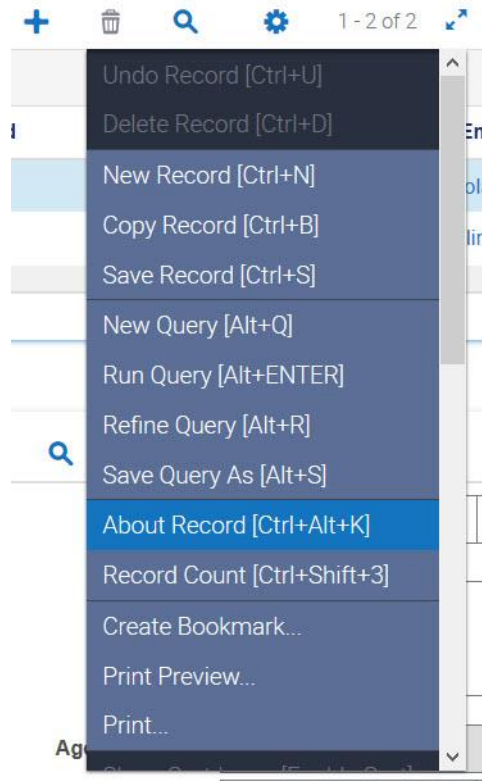 1 - 2 of 2
Undo Record [Ctrl+U]
Delete Record [Ctrl+D]
New Record [Ctrl+N]
Copy Record [Ctrl+B]
Save Record [Ctrl+S]
New Query [Alt+Q]
Run Query [Alt+ENTER]
Refine Query [Alt+R]
Save Query As [Alt+S]
About Record [Ctrl+Alt+K]
Record Count [Ctrl+Shift+3]
Create Bookmark...
Print Preview...
Print...